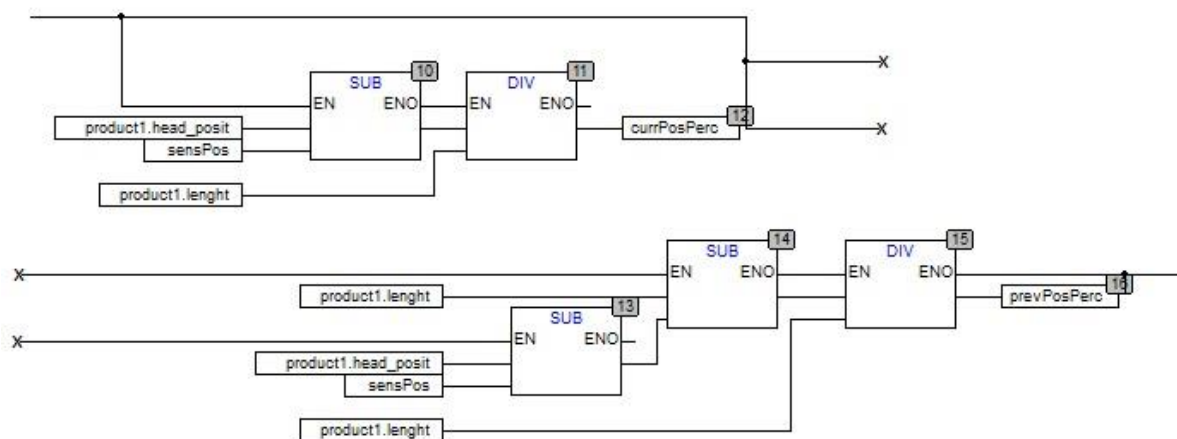 10
11
SUB
DIV
EN ENO
EN ENO
12
product1.head_posit
currPosPerc
X
X
sensPos
product1.lenght
14
15
SUB
DIV
X
EN ENO
EN ENO
16
product1.lenght
prevPosPerc
13
SUB
X
EN ENO
product1.head_posit
sensPos
product1.lenght